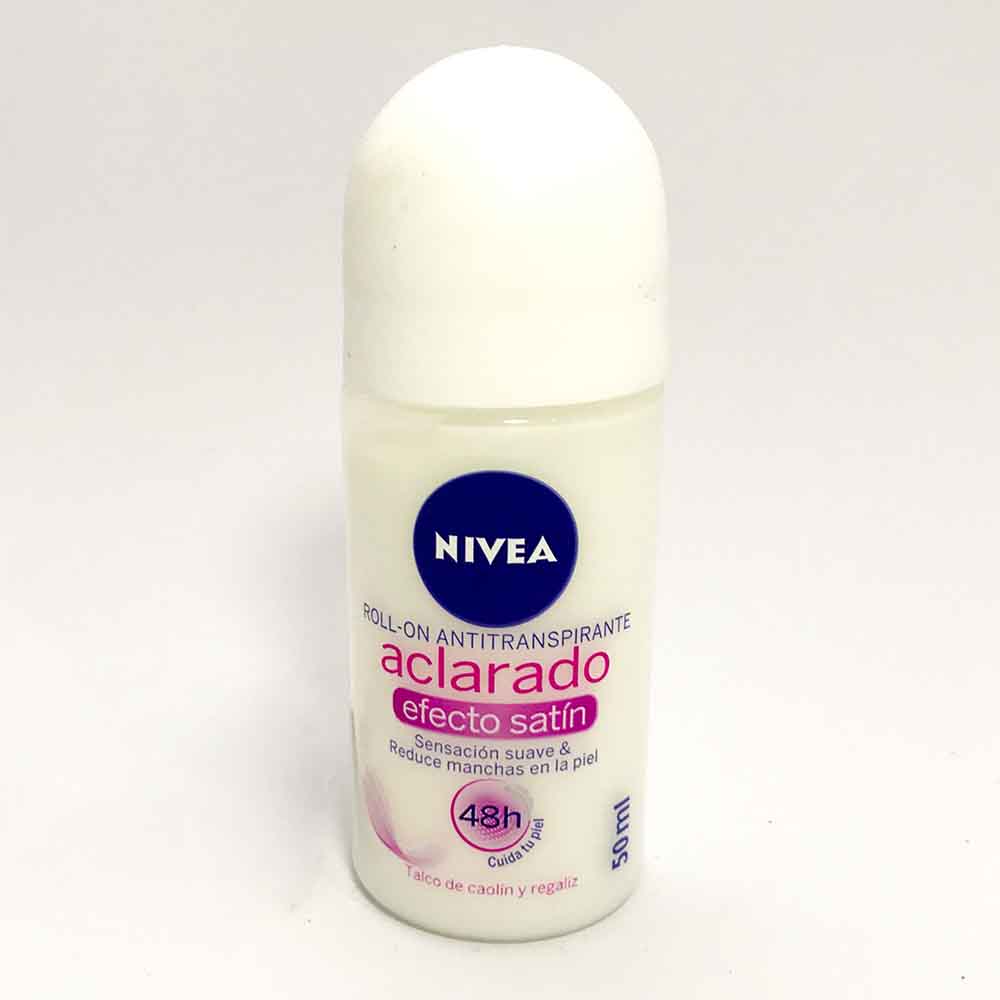 NIVEA
ROLL-ON ANTITRANSPIRANTE
aclarado
efecto satín
Sensación suave &
Reduce manchas en la piel
48h
Cuida tu piel
50 ml
Talco de caolín y regaliz